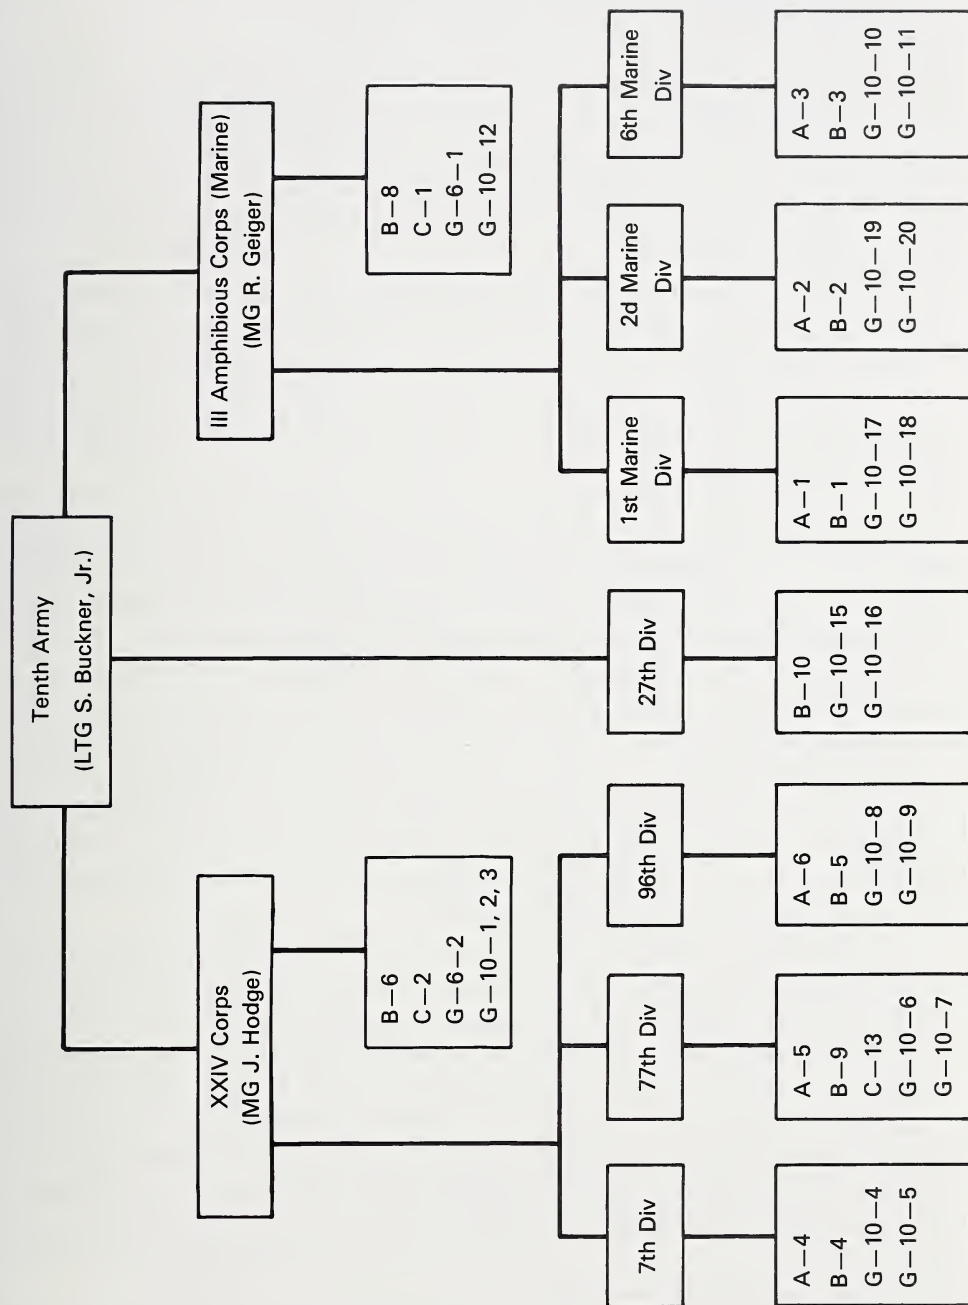 Tenth Army
(LTG S. Buckner, Jr.)
XXIV Corps
(MG J. Hodge)
III Amphibious Corps (Marine)
(MG R. Geiger)
B—6
C—2
G—6—2
G—10—1, 2, 3
B—8
C—1
G—6—1
G—10—12
7th Div
77th Div
96th Div
27th Div
1st Marine
Div
2d Marine
Div
6th Marine
Div
A—4
B—4
G—10—4
G—10—5
A—5
B—9
C—13
G—10—6
G—10—7
A—6
B—5
G—10—8
G—10—9
B—10
G—10—15
G—10—16
A—1
B—1
G—10—17
G—10—18
A—2
B—2
G—10—19
G—10—20
A—3
B—3
G—10—10
G—10—11